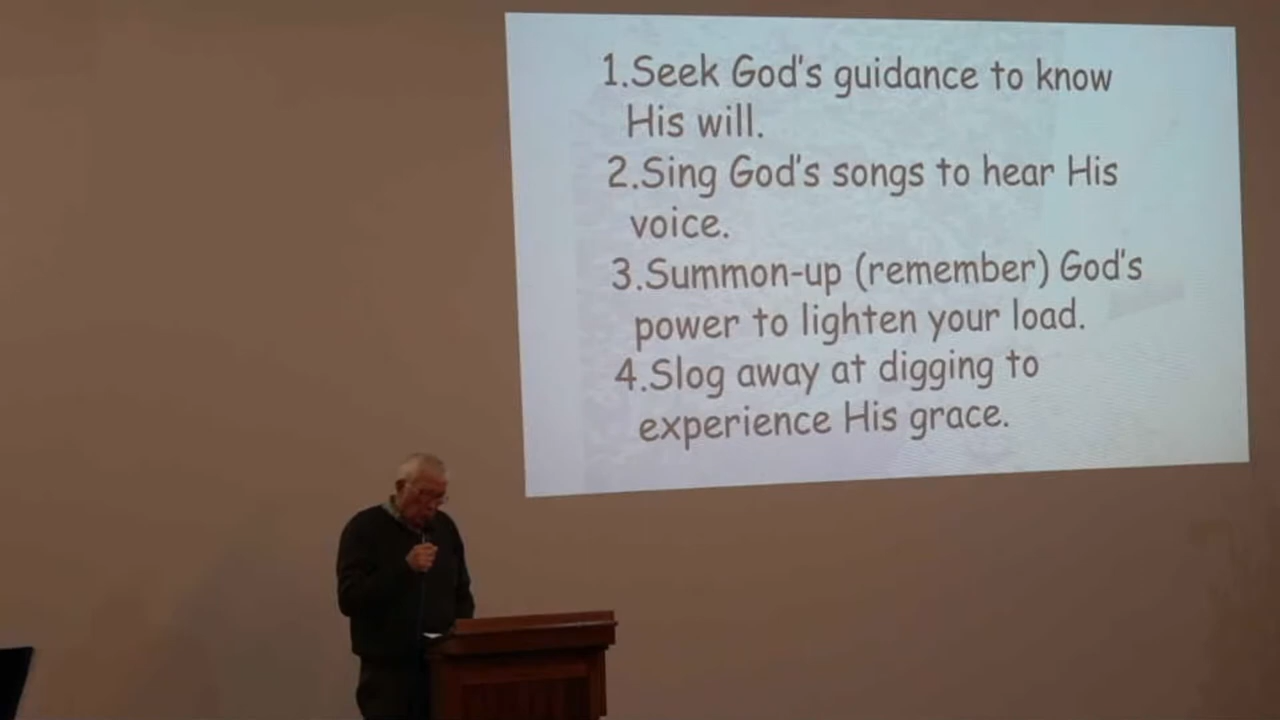 1.Seek God's guidance to know
His will.
2.Sing God's songs to hear His
voice.
3.Summon-up (remember) God's
power to lighten your load.
4.Slog away at digging to
experience His grace.